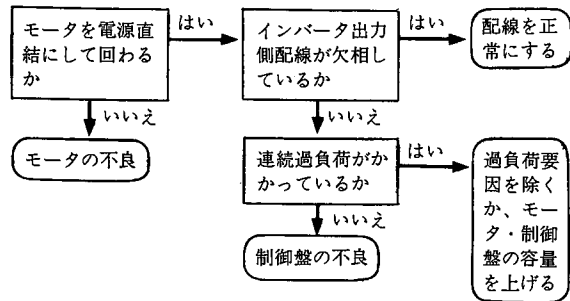 モータを電源直
結にして回わる
か
はい
インバータ出力
側配線が欠相し
ているか
はい
配線を正
常にする
いいえ
モータの不良
いいえ
連続過負荷がか
かっているか
はい
過負荷要
因を除く
か、モー
タ・制御
盤の容量
を上げる
いいえ
制御盤の不良